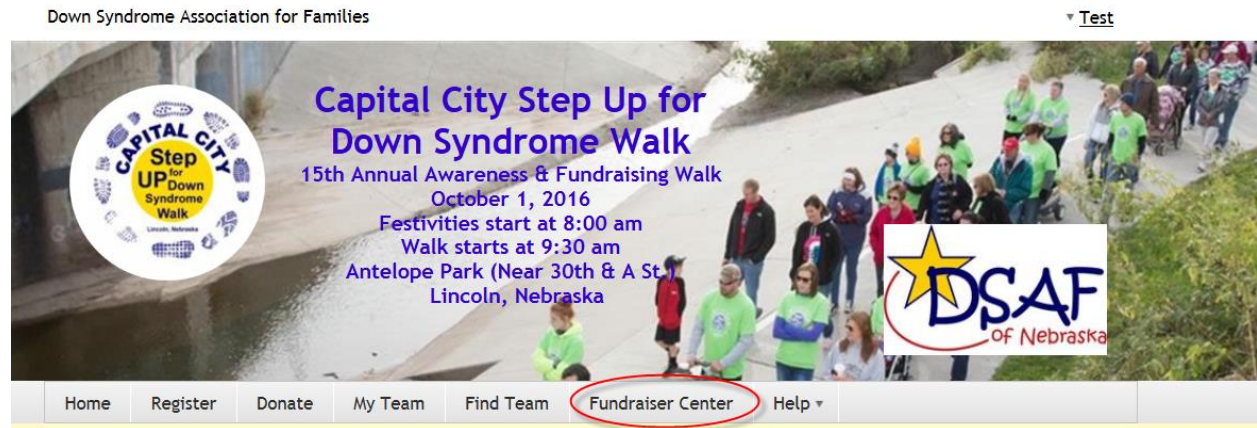 Down Syndrome Association for Families
Test
Capital City Step Up for
Down Syndrome Walk
15th Annual Awareness & Fundraising Walk
October 1, 2016
Festivities start at 8:00 am
Walk starts at 9:30 am
Antelope Park (Near 30th & A St.)
Lincoln, Nebraska
CAPITAL CITY
Step
for
UP Down
Syndrome
Walk
Lincoln, Nebraska
DSAF
of Nebraska
Home Register Donate My Team Find Team Fundraiser Center Help